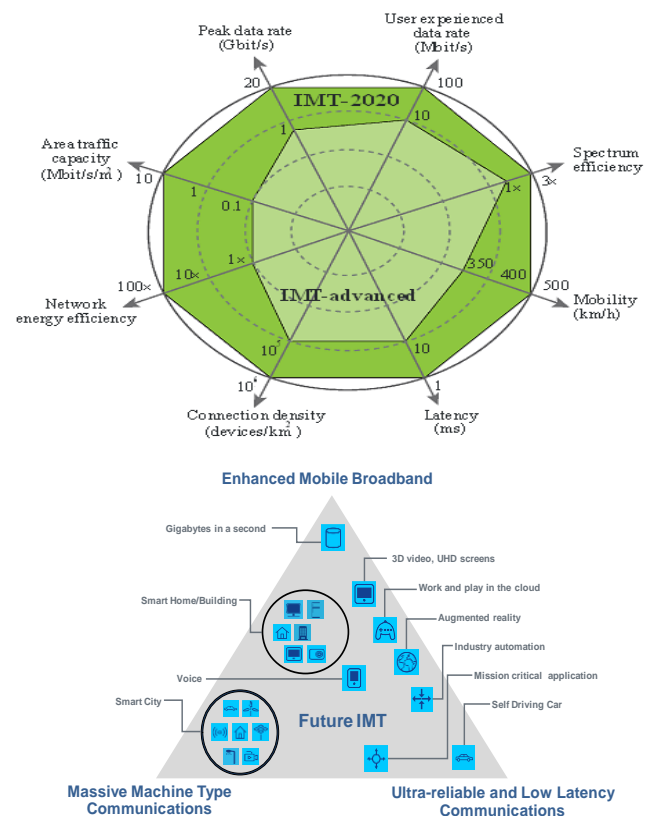 Peak data rate
(Gbit/s)
User experienced
data rate
(Mbit/s)
20
100
IMT-2020
1
10
Area traffic
capacity
(Mbit/s/m²)
10
1
0.1
Spectrum
efficiency
1×
3×
1×
10×
100×
Network
energy efficiency
350
400
500
Mobility
(km/h)
IMT-advanced
10⁵
10⁶
10
1
Connection density
(devices/km²)
Latency
(ms)
Enhanced Mobile Broadband
Gigabytes in a second
3D video, UHD screens
Work and play in the cloud
Smart Home/Building
Augmented reality
Industry automation
Voice
Mission critical application
Smart City
Self Driving Car
Future IMT
Massive Machine Type
Communications
Ultra-reliable and Low Latency
Communications